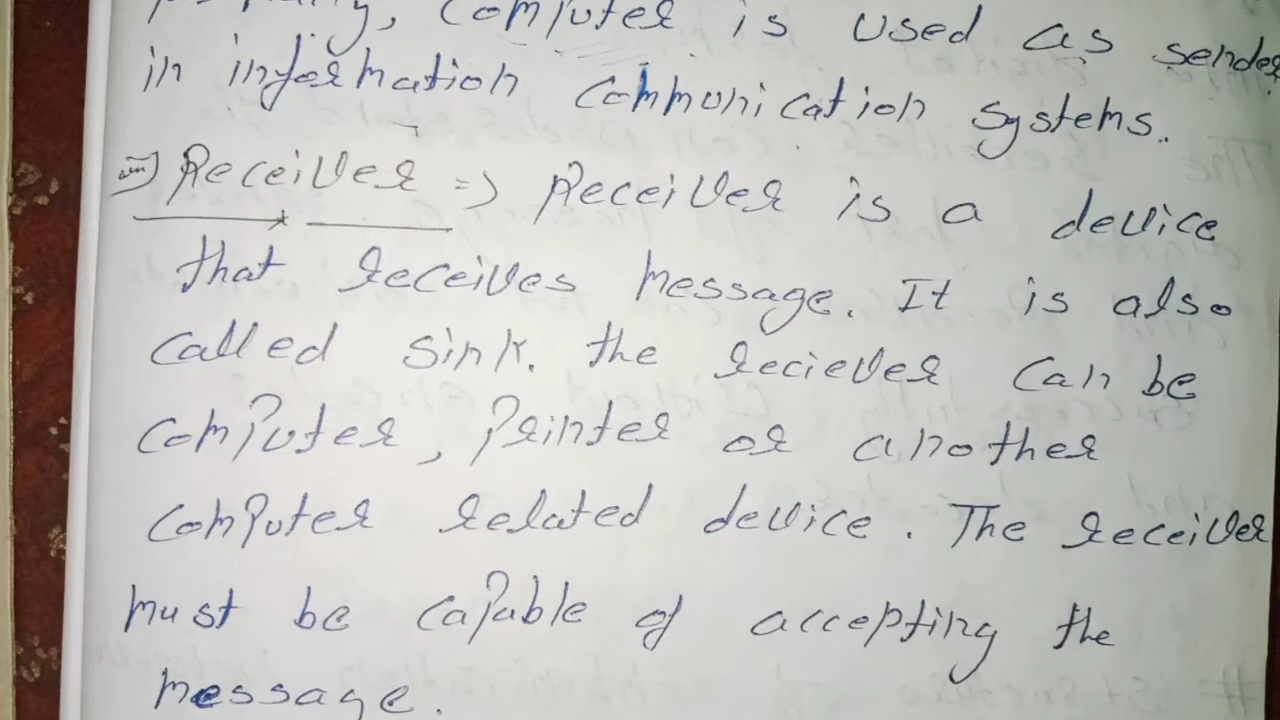 Computer is used as sender
in information communication systems.
iii) Receiver => Receiver is a device
that receives message. It is also
called sink. the reciever can be
computer, printer or another
computer related device. The receiver
must be capable of accepting the
message.